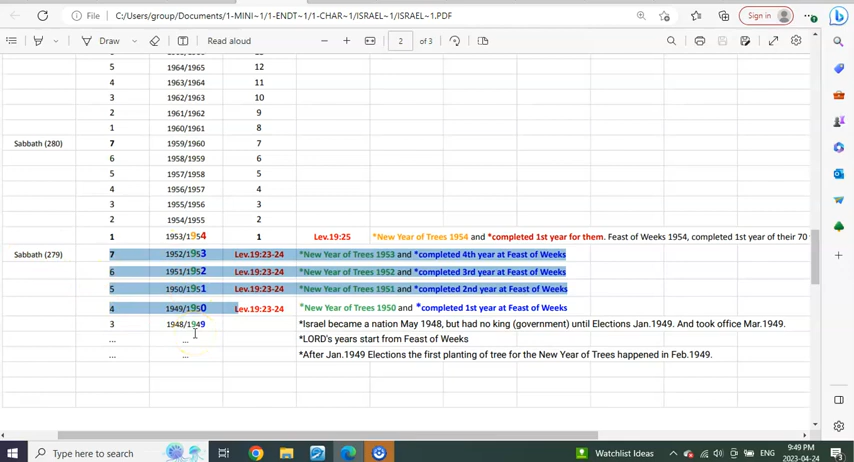 File C:/Users/group/Documents/1-MINI~1/1-ENDT~1/1-CHAR~1/ISRAEL~1/ISRAEL~1.PDF Sign in
Draw Read aloud 2 of 3
5 1964/1965 12
4 1963/1964 11
3 1962/1963 10
2 1961/1962 9
1 1960/1961 8
Sabbath (280) 7 1959/1960 7
6 1958/1959 6
5 1957/1958 5
4 1956/1957 4
3 1955/1956 3
2 1954/1955 2
1 1953/1954 1 Lev.19:25 *New Year of Trees 1954 and *completed 1st year for them. Feast of Weeks 1954, completed 1st year of their 70
Sabbath (279) 7 1952/1953 Lev.19:23-24 *New Year of Trees 1953 and *completed 4th year at Feast of Weeks
6 1951/1952 Lev.19:23-24 *New Year of Trees 1952 and *completed 3rd year at Feast of Weeks
5 1950/1951 Lev.19:23-24 *New Year of Trees 1951 and *completed 2nd year at Feast of Weeks
4 1949/1950 Lev.19:23-24 *New Year of Trees 1950 and *completed 1st year at Feast of Weeks
3 1948/1949 *Israel became a nation May 1948, but had no king (government) until Elections Jan.1949. And took office Mar.1949.
... ... *LORD's years start from Feast of Weeks
... ... *After Jan.1949 Elections the first planting of tree for the New Year of Trees happened in Feb.1949.
Type here to search Watchlist Ideas ENG 9:49 PM
2023-04-24